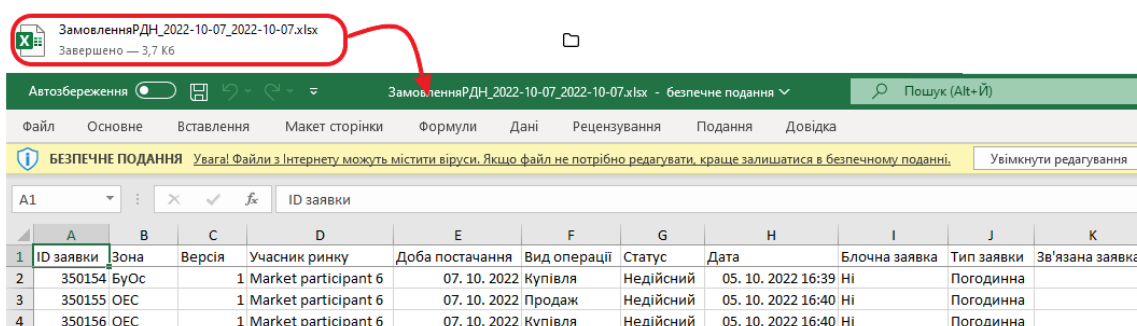 ЗамовленняРДН_2022-10-07_2022-10-07.xlsx
Завершено — 3,7 Кб
Автозбереження ЗамовленняРДН_2022-10-07_2022-10-07.xlsx - безпечне подання Пошук (Alt+Й)
Файл Основне Вставлення Макет сторінки Формули Дані Рецензування Подання Довідка
БЕЗПЕЧНЕ ПОДАННЯ Увага! Файли з Інтернету можуть містити віруси. Якщо файл не потрібно редагувати, краще залишатися в безпечному поданні. Увімкнути редагування
A1 fx ID заявки
A B C D E F G H I J K
1 ID заявки Зона Версія Учасник ринку Доба постачання Вид операції Статус Дата Блочна заявка Тип заявки Зв'язана заявка
2 350154 БуОс 1 Market participant 6 07. 10. 2022 Купівля Недійсний 05. 10. 2022 16:39 Ні Погодинна
3 350155 ОЕС 1 Market participant 6 07. 10. 2022 Продаж Недійсний 05. 10. 2022 16:40 Ні Погодинна
4 350156 ОЕС 1 Market participant 6 07. 10. 2022 Купівля Недійсний 05. 10. 2022 16:40 Ні Погодинна